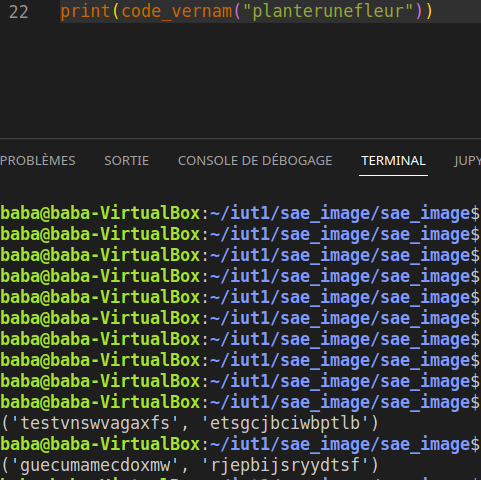 22 print(code_vernam("planterunefleur"))
PROBLÈMES SORTIE CONSOLE DE DÉBOGAGE TERMINAL JUPY
baba@baba-VirtualBox:~/iut1/sae_image/sae_image$
baba@baba-VirtualBox:~/iut1/sae_image/sae_image$
baba@baba-VirtualBox:~/iut1/sae_image/sae_image$
baba@baba-VirtualBox:~/iut1/sae_image/sae_image$
baba@baba-VirtualBox:~/iut1/sae_image/sae_image$
baba@baba-VirtualBox:~/iut1/sae_image/sae_image$
baba@baba-VirtualBox:~/iut1/sae_image/sae_image$
baba@baba-VirtualBox:~/iut1/sae_image/sae_image$
baba@baba-VirtualBox:~/iut1/sae_image/sae_image$
baba@baba-VirtualBox:~/iut1/sae_image/sae_image$
('testvnswvagaxfs', 'etsgcjbciwbptlb')
baba@baba-VirtualBox:~/iut1/sae_image/sae_image$
('guecumamecdoxmw', 'rjepbijsryydtsf')